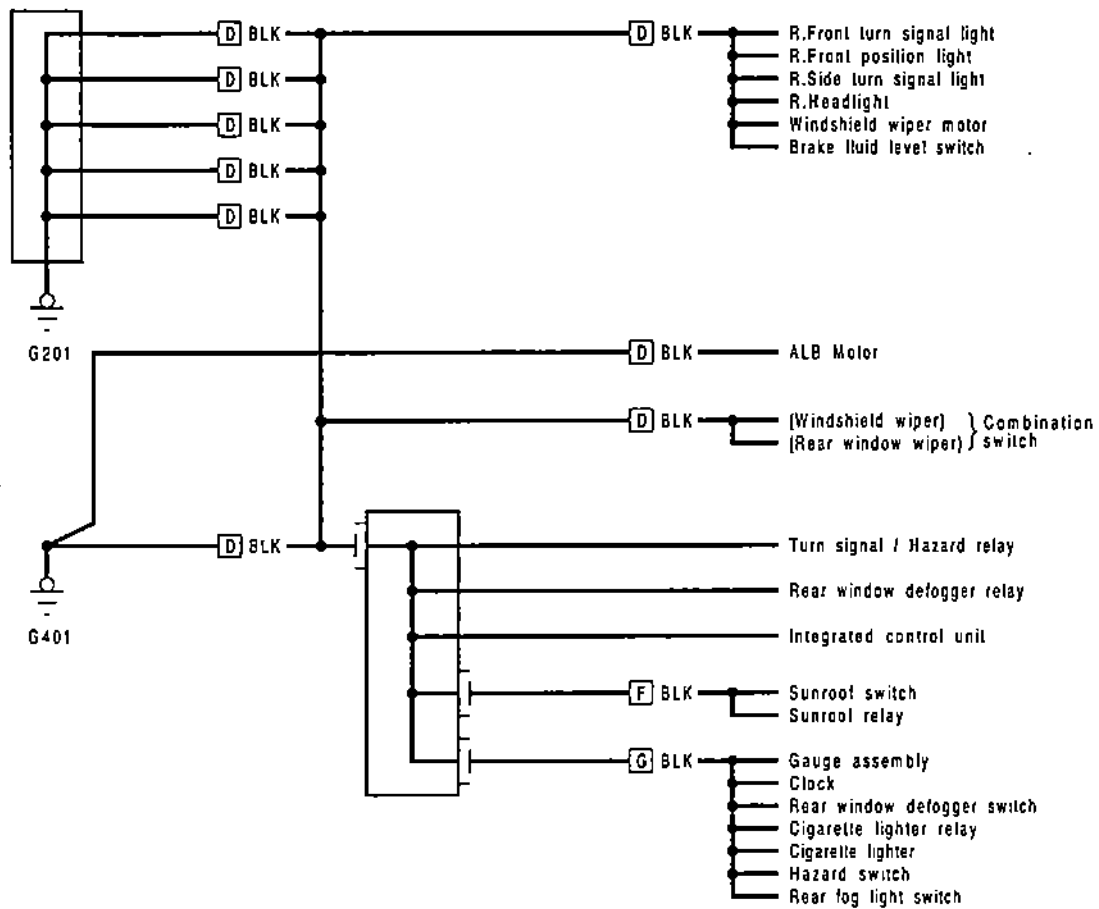 D BLK D BLK R.Front turn signal light
R.Front position light
D BLK R.Side turn signal light
R.Headlight
D BLK Windshield wiper motor
Brake fluid level switch
D BLK
D BLK
G201
D BLK ALB Motor
D BLK (Windshield wiper) } Combination
(Rear window wiper) } switch
D BLK Turn signal / Hazard relay
Rear window defogger relay
G401
Integrated control unit
F BLK Sunroof switch
Sunroof relay
G BLK Gauge assembly
Clock
Rear window defogger switch
Cigarette lighter relay
Cigarette lighter
Hazard switch
Rear fog light switch